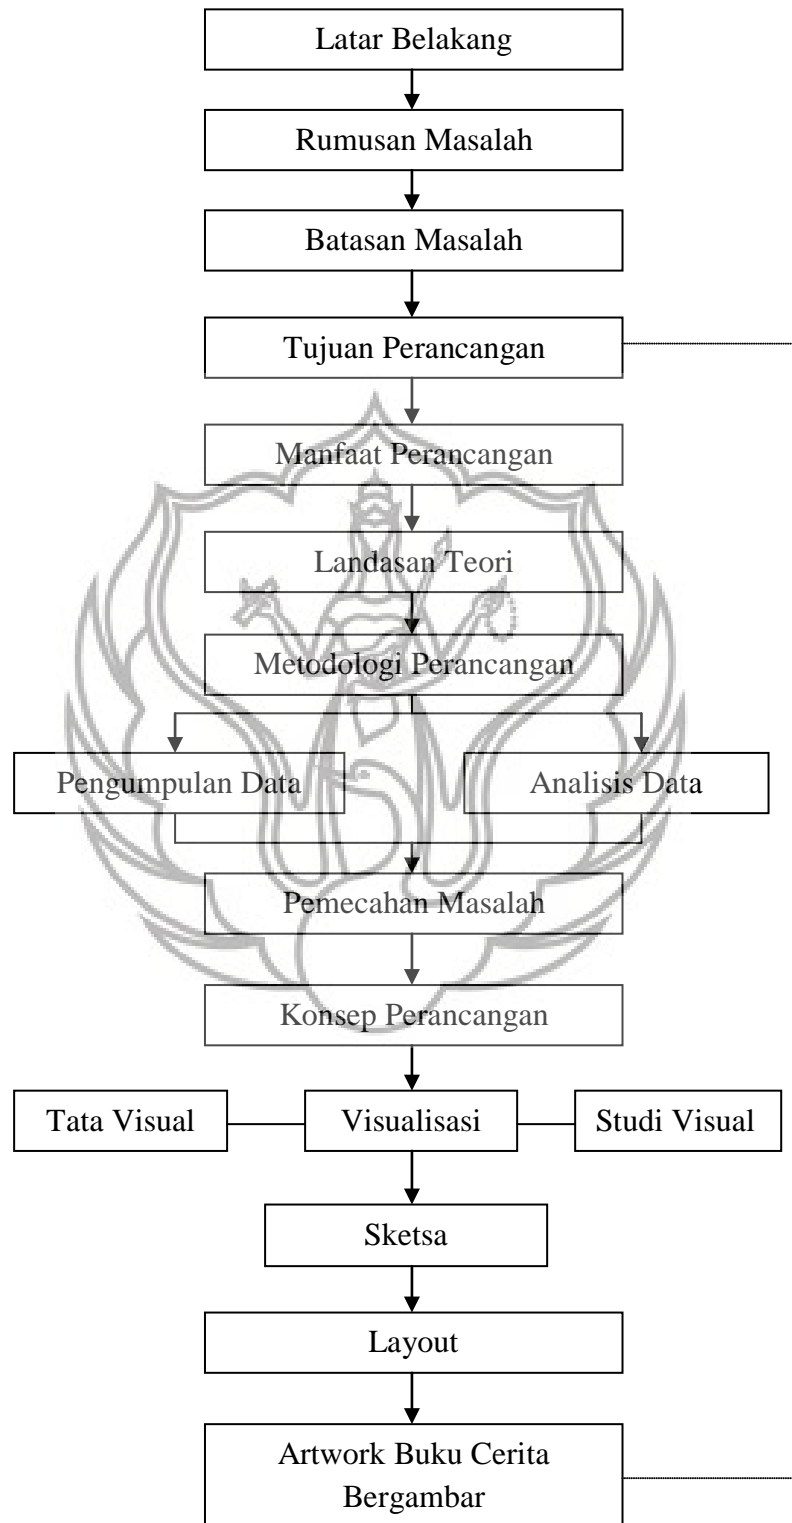 Latar Belakang
Rumusan Masalah
Batasan Masalah
Tujuan Perancangan
Manfaat Perancangan
Landasan Teori
Metodologi Perancangan
Pengumpulan Data
Analisis Data
Pemecahan Masalah
Konsep Perancangan
Tata Visual
Visualisasi
Studi Visual
Sketsa
Layout
Artwork Buku Cerita
Bergambar